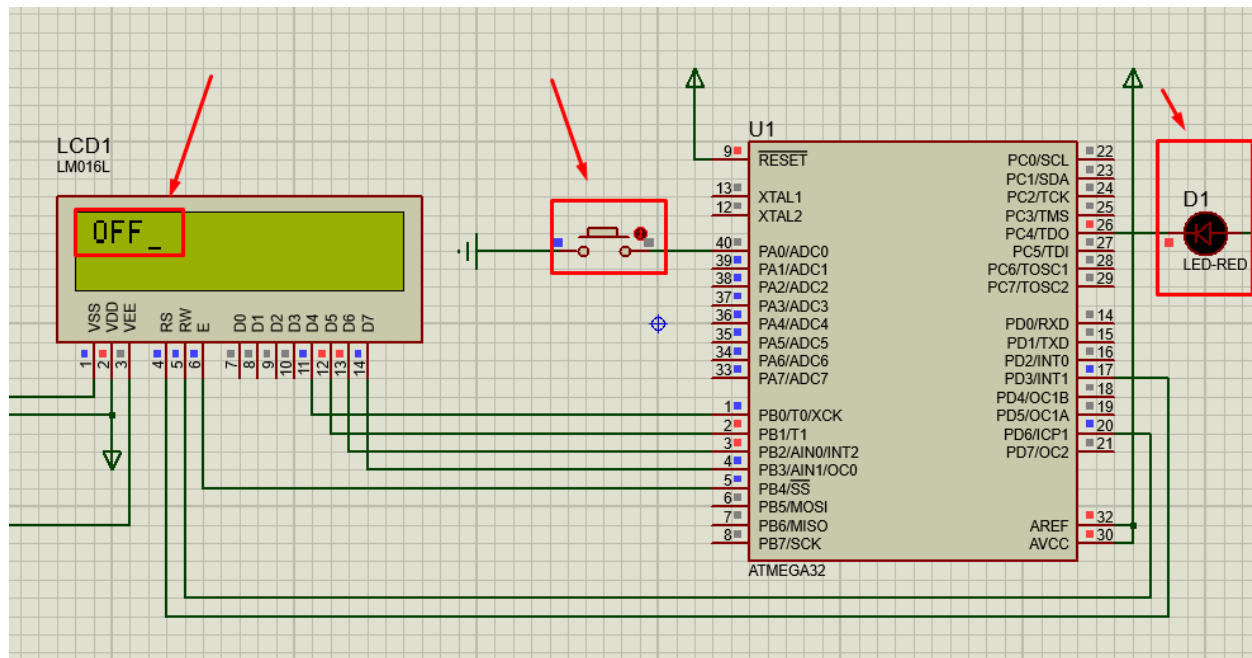 LCD1
LM016L
OFF_
VSS
VDD
VEE
RS
RW
E
D0
D1
D2
D3
D4
D5
D6
D7
1
2
3
4
5
6
7
8
9
10
11
12
13
14
U1
9 RESET
13 XTAL1
12 XTAL2
40 PA0/ADC0
39 PA1/ADC1
38 PA2/ADC2
37 PA3/ADC3
36 PA4/ADC4
35 PA5/ADC5
34 PA6/ADC6
33 PA7/ADC7
1 PB0/T0/XCK
2 PB1/T1
3 PB2/AIN0/INT2
4 PB3/AIN1/OC0
5 PB4/SS
6 PB5/MOSI
7 PB6/MISO
8 PB7/SCK
PC0/SCL 22
PC1/SDA 23
PC2/TCK 24
PC3/TMS 25
PC4/TDO 26
PC5/TDI 27
PC6/TOSC1 28
PC7/TOSC2 29
PD0/RXD 14
PD1/TXD 15
PD2/INT0 16
PD3/INT1 17
PD4/OC1B 18
PD5/OC1A 19
PD6/ICP1 20
PD7/OC2 21
AREF 32
AVCC 30
ATMEGA32
D1
LED-RED